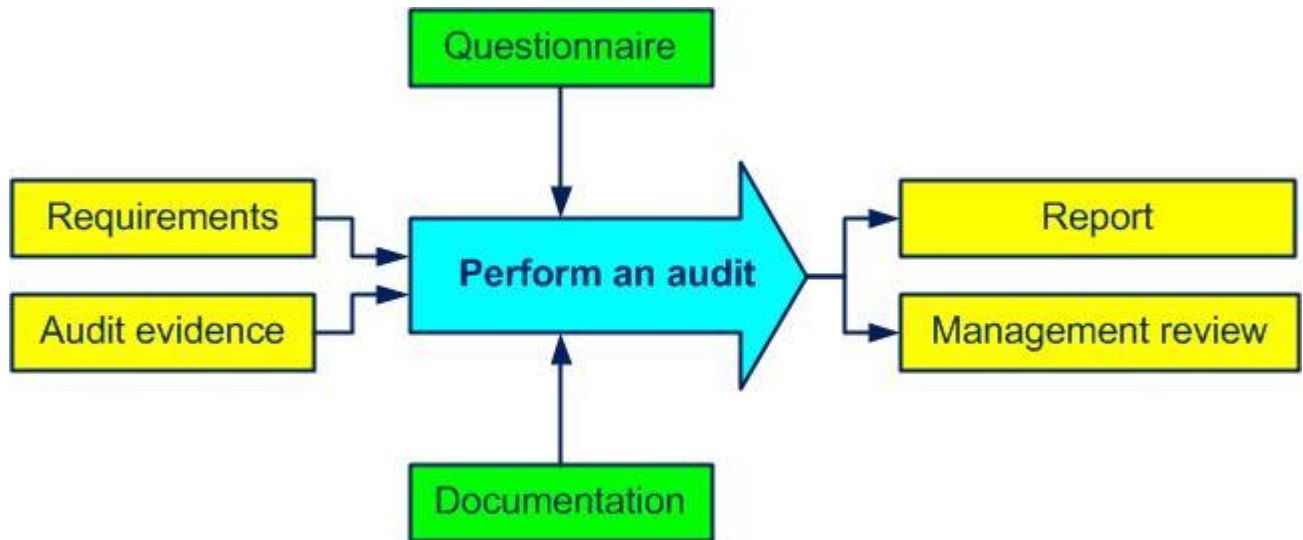 Questionnaire
Requirements
Audit evidence
Perform an audit
Report
Management review
Documentation